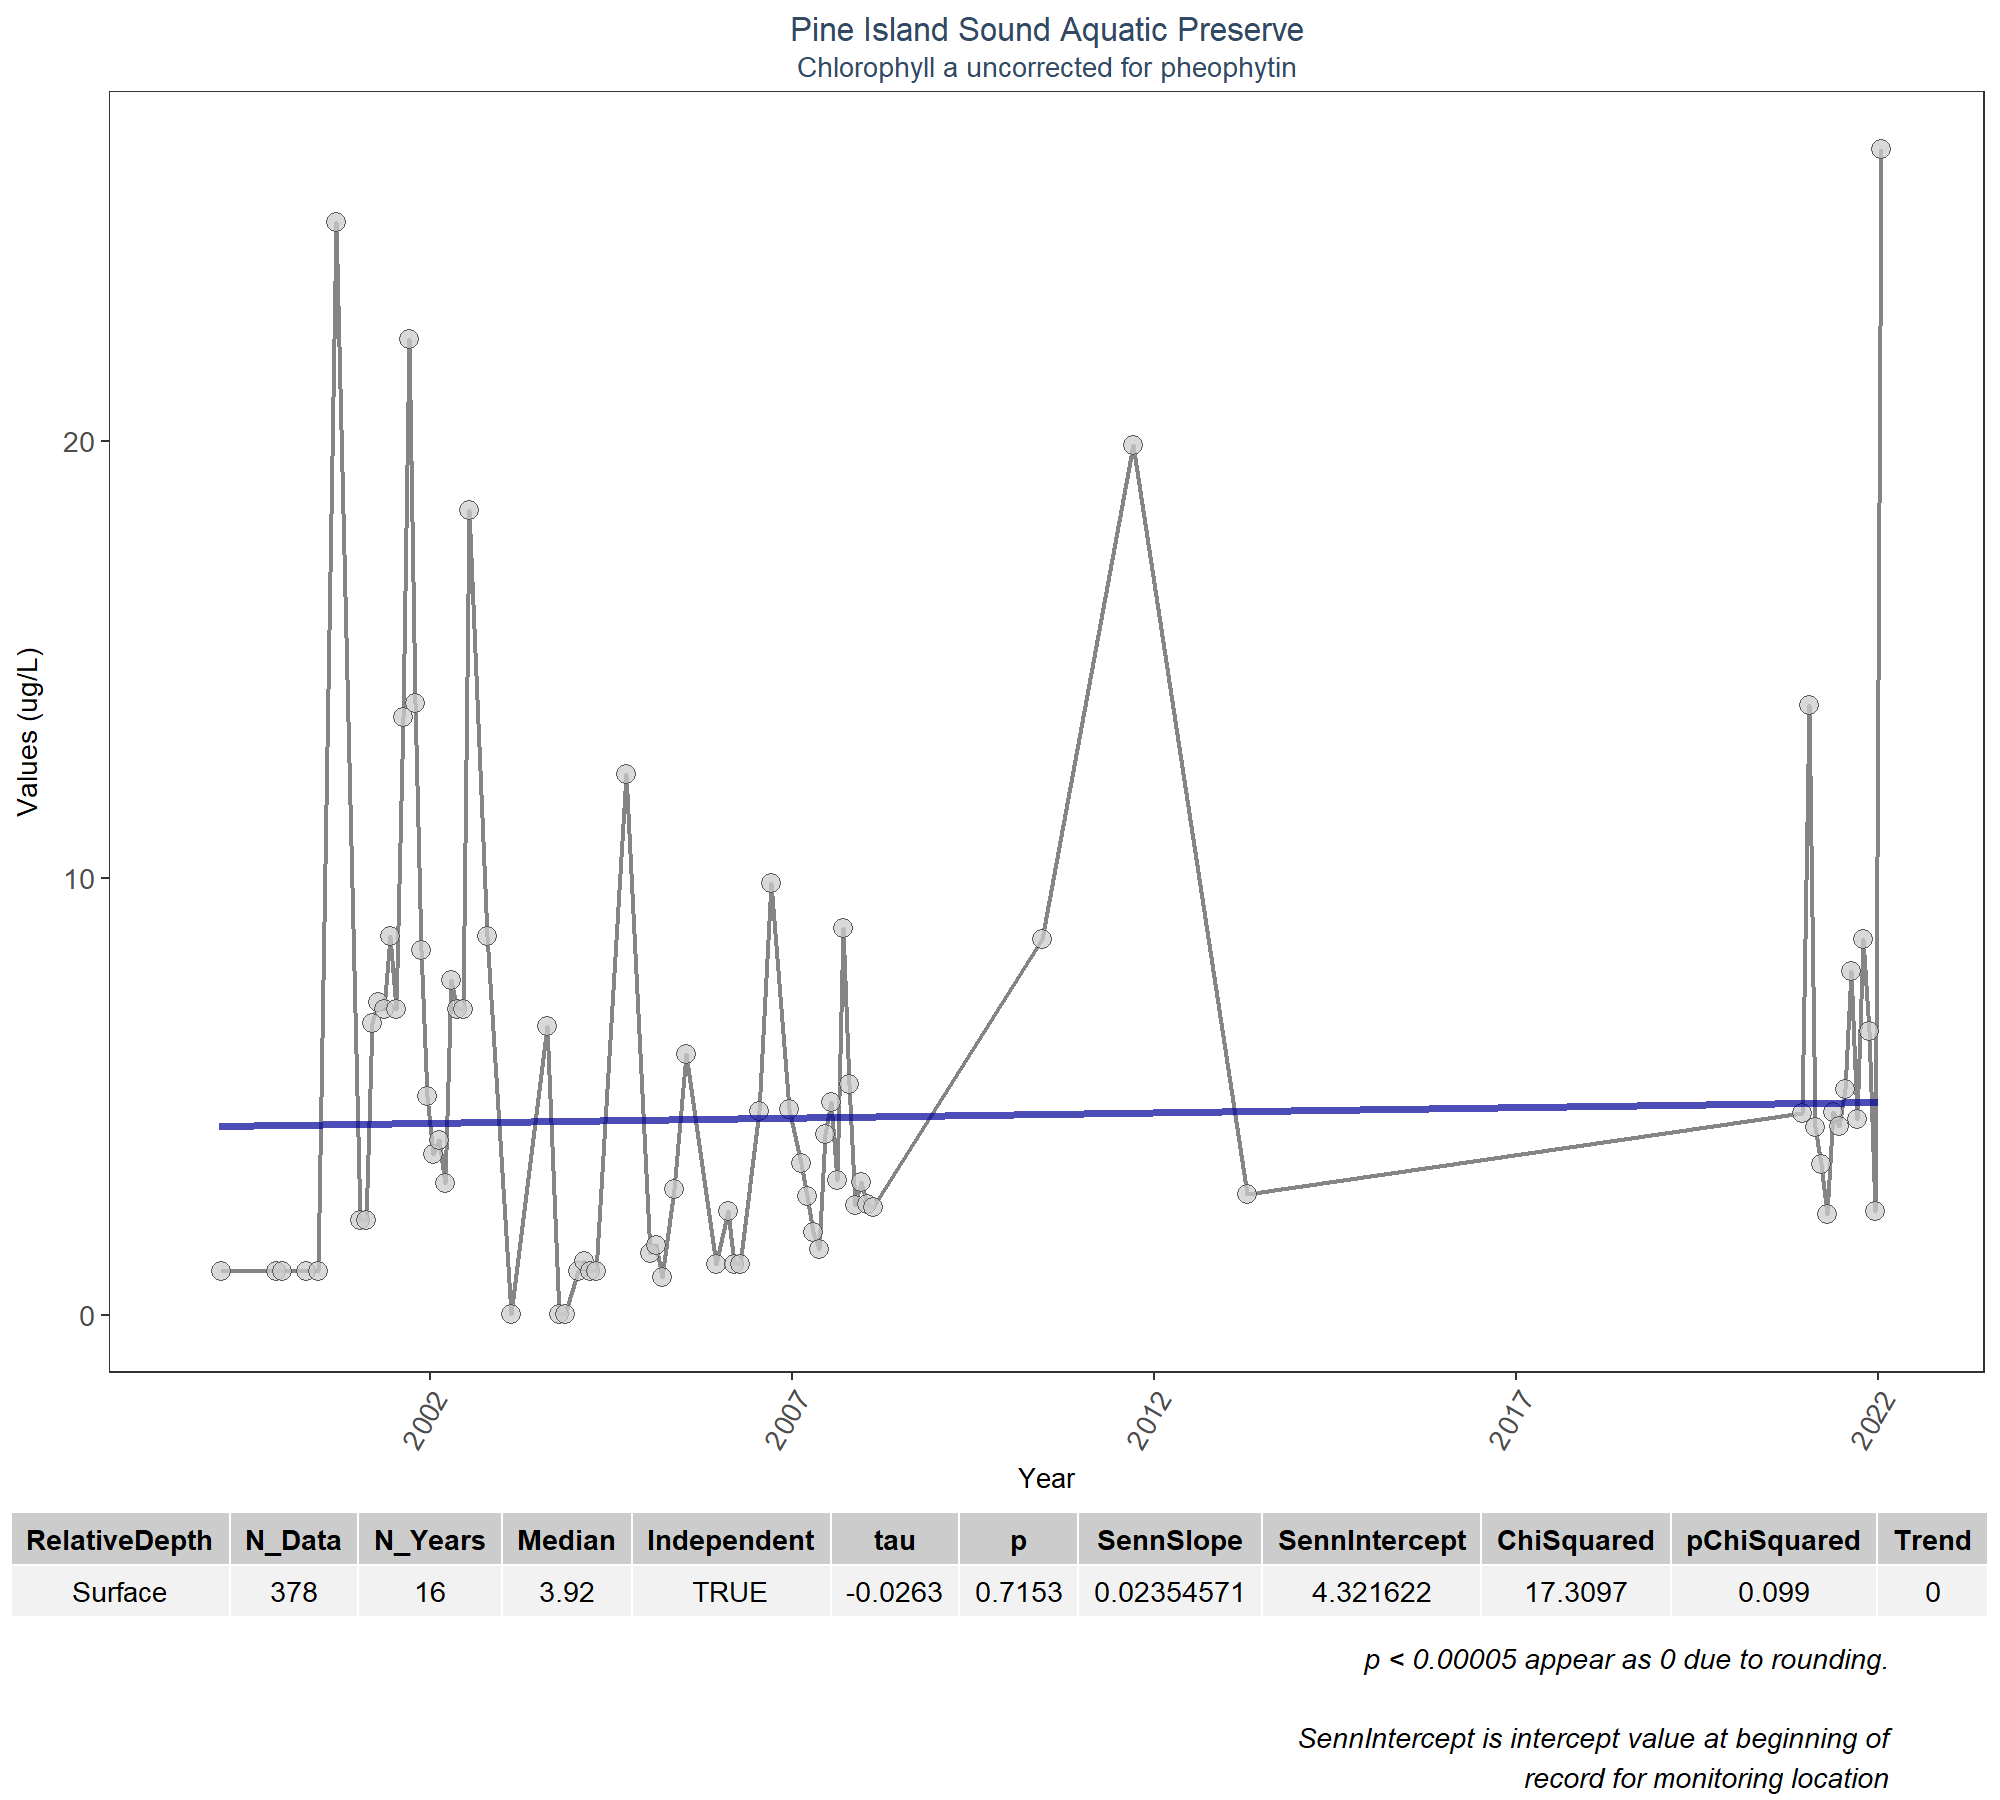 Pine Island Sound Aquatic Preserve
Chlorophyll a uncorrected for pheophytin
Values (ug/L)
20
10
0
2002 2007 2012 2017 2022
Year
RelativeDepth N_Data N_Years Median Independent tau p SennSlope SennIntercept ChiSquared pChiSquared Trend
Surface 378 16 3.92 TRUE -0.0263 0.7153 0.02354571 4.321622 17.3097 0.099 0
p < 0.00005 appear as 0 due to rounding.
SennIntercept is intercept value at beginning of
record for monitoring location